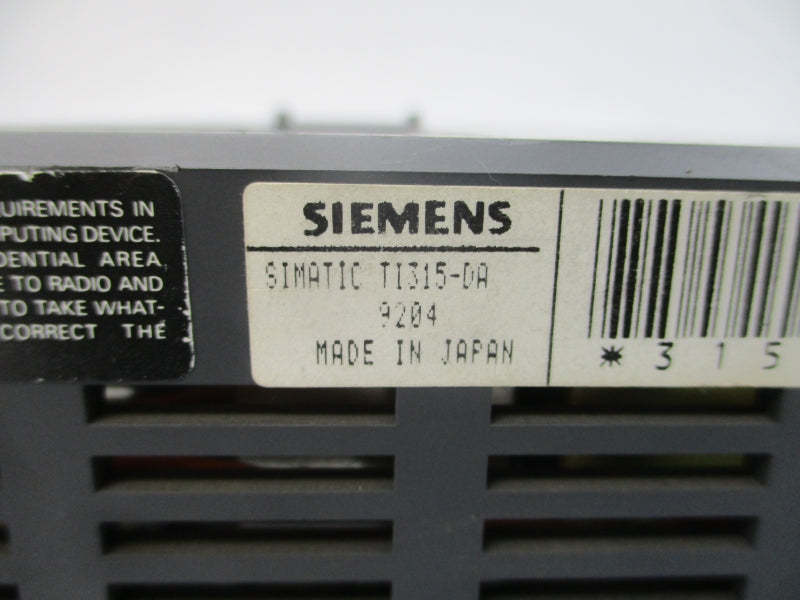 QUIREMENTS IN
PUTING DEVICE.
DENTIAL AREA
E TO RADIO AND
TO TAKE WHAT-
CORRECT THE
SIEMENS
SIMATIC TI315-DA
9204
MADE IN JAPAN
*315